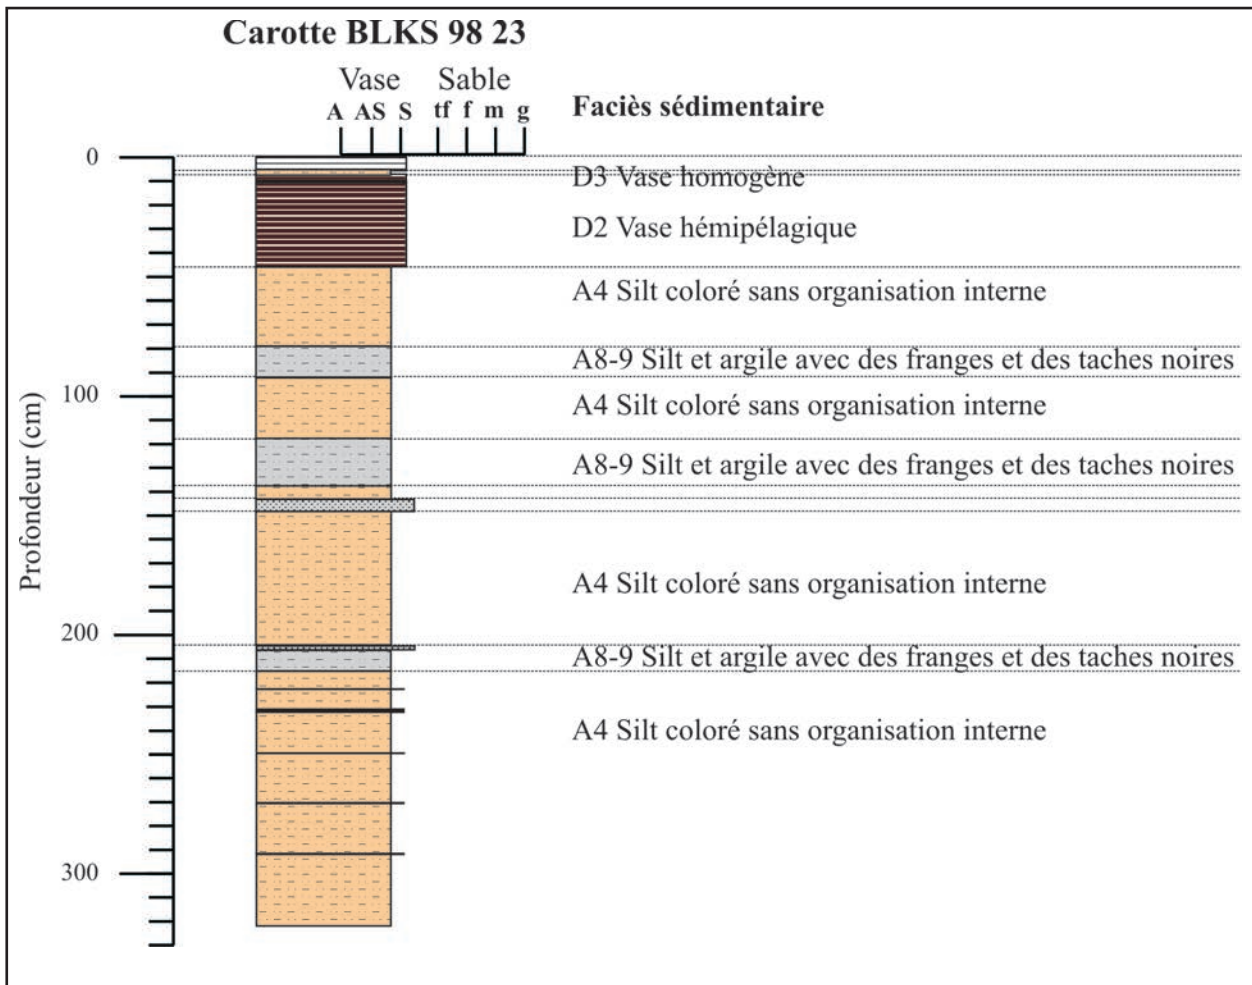 Carotte BLKS 98 23
Vase Sable
A AS S tf f m g
Faciès sédimentaire
0
D3 Vase homogène
D2 Vase hémipélagique
A4 Silt coloré sans organisation interne
A8-9 Silt et argile avec des franges et des taches noires
100
A4 Silt coloré sans organisation interne
A8-9 Silt et argile avec des franges et des taches noires
Profondeur (cm)
A4 Silt coloré sans organisation interne
200
A8-9 Silt et argile avec des franges et des taches noires
A4 Silt coloré sans organisation interne
300